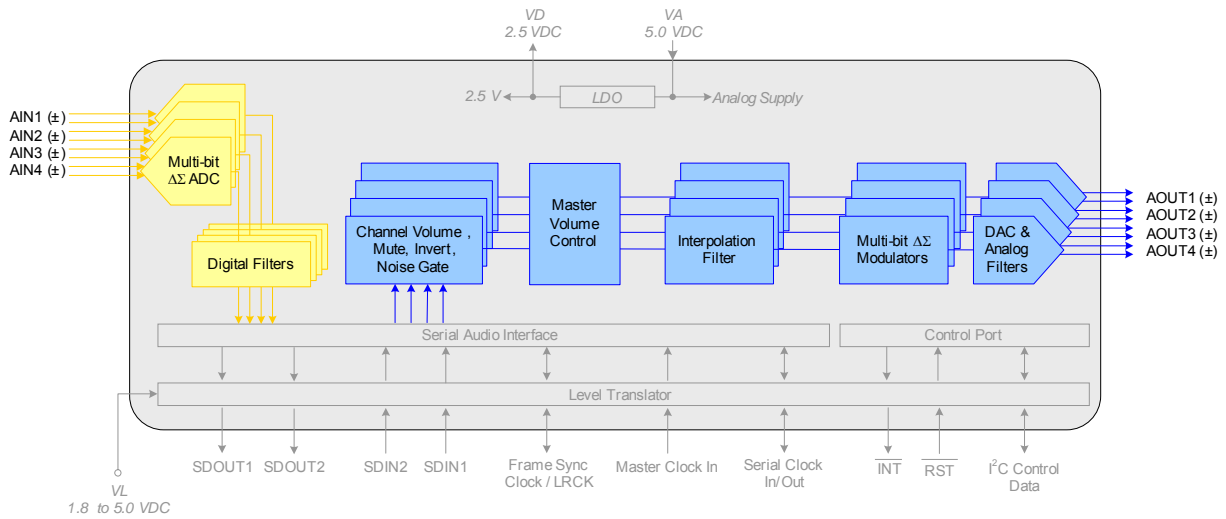 VD
2.5 VDC
VA
5.0 VDC
2.5 V
LDO
Analog Supply
AIN1 (±)
AIN2 (±)
AIN3 (±)
AIN4 (±)
Multi-bit
ΔΣ ADC
Digital Filters
Channel Volume ,
Mute, Invert,
Noise Gate
Master
Volume
Control
Interpolation
Filter
Multi-bit ΔΣ
Modulators
DAC &
Analog
Filters
AOUT1 (±)
AOUT2 (±)
AOUT3 (±)
AOUT4 (±)
Serial Audio Interface
Control Port
Level Translator
SDOUT1
SDOUT2
SDIN2
SDIN1
Frame Sync
Clock / LRCK
Master Clock In
Serial Clock
In/Out
INT
RST
I²C Control
Data
VL
1.8 to 5.0 VDC